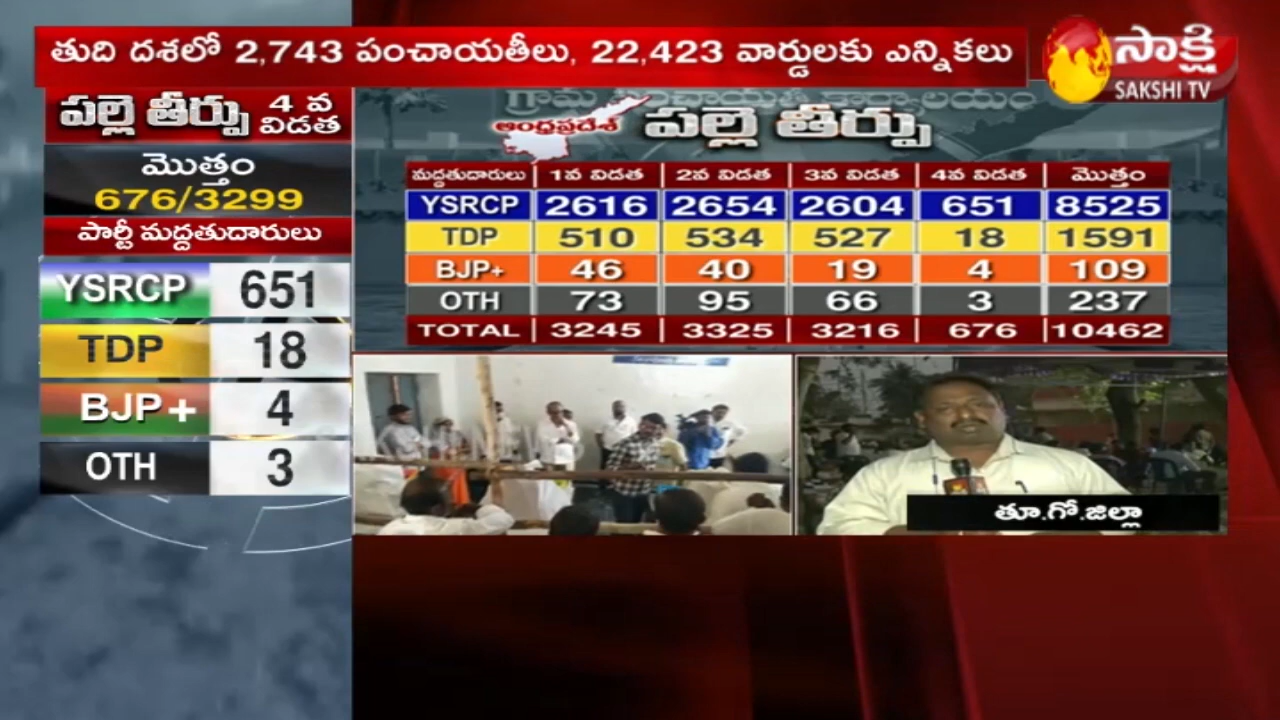 తుది దశలో 2,743 పంచాయతీలు, 22,423 వార్డులకు ఎన్నికలు
సాక్షి
SAKSHI TV
పల్లె తీర్పు 4 వ విడత
మొత్తం
676/3299
పార్టీ మద్దతుదారులు
YSRCP 651
TDP 18
BJP+ 4
OTH 3
గ్రామ పంచాయతీ కార్యాలయం
ఆంధ్రప్రదేశ్ పల్లె తీర్పు
మద్దతుదారులు 1వ విడత 2వ విడత 3వ విడత 4వ విడత మొత్తం
YSRCP 2616 2654 2604 651 8525
TDP 510 534 527 18 1591
BJP+ 46 40 19 4 109
OTH 73 95 66 3 237
TOTAL 3245 3325 3216 676 10462
తూ.గో.జిల్లా